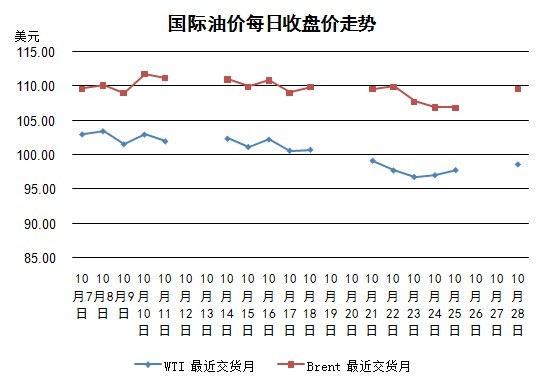 国际油价每日收盘价走势
美元
115.00
110.00
105.00
100.00
95.00
90.00
85.00
10月7日
10月8日
10月9日
10月10日
10月11日
10月12日
10月13日
10月14日
10月15日
10月16日
10月17日
10月18日
10月19日
10月20日
10月21日
10月22日
10月23日
10月24日
10月25日
10月26日
10月27日
10月28日
WTI 最近交货月
Brent 最近交货月